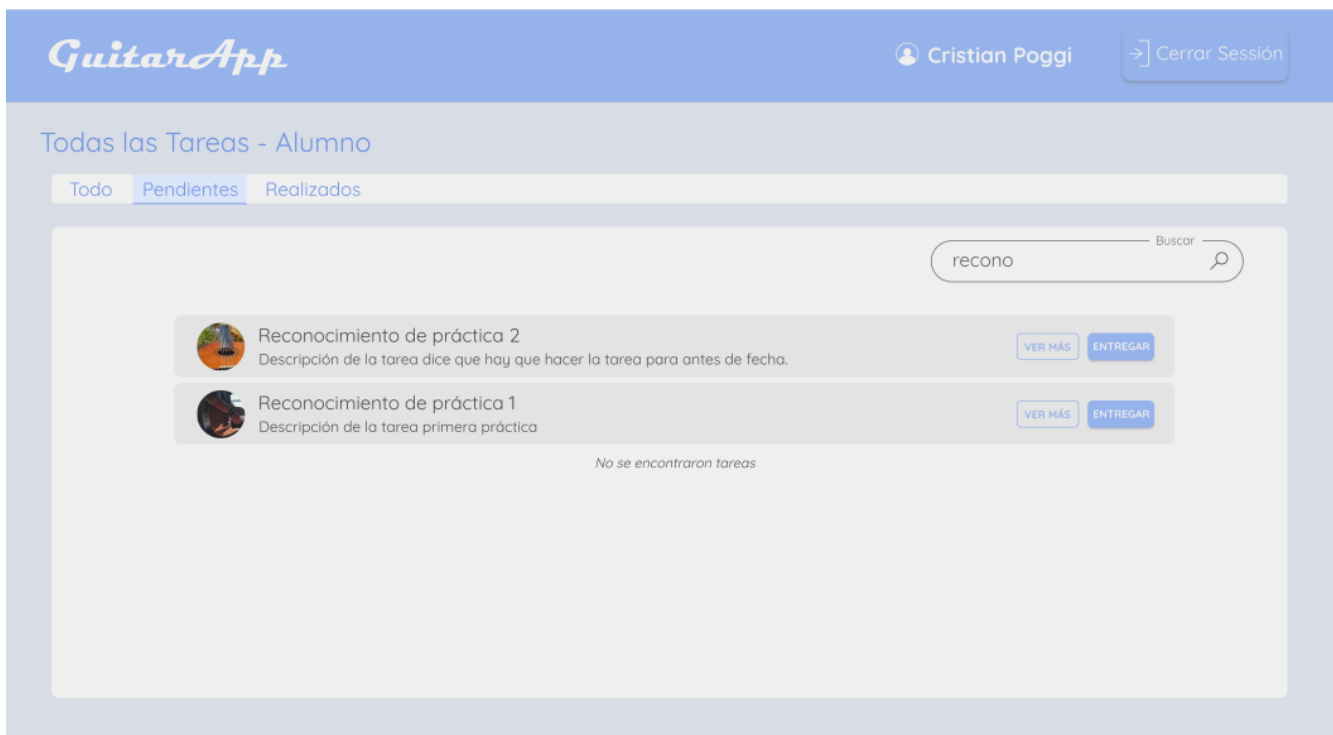 GuitarApp
Cristian Poggi
Cerrar Sessión
Todas las Tareas - Alumno
Todo Pendientes Realizados
Buscar
recono
Reconocimiento de práctica 2
Descripción de la tarea dice que hay que hacer la tarea para antes de fecha.
VER MÁS ENTREGAR
Reconocimiento de práctica 1
Descripción de la tarea primera práctica
VER MÁS ENTREGAR
No se encontraron tareas